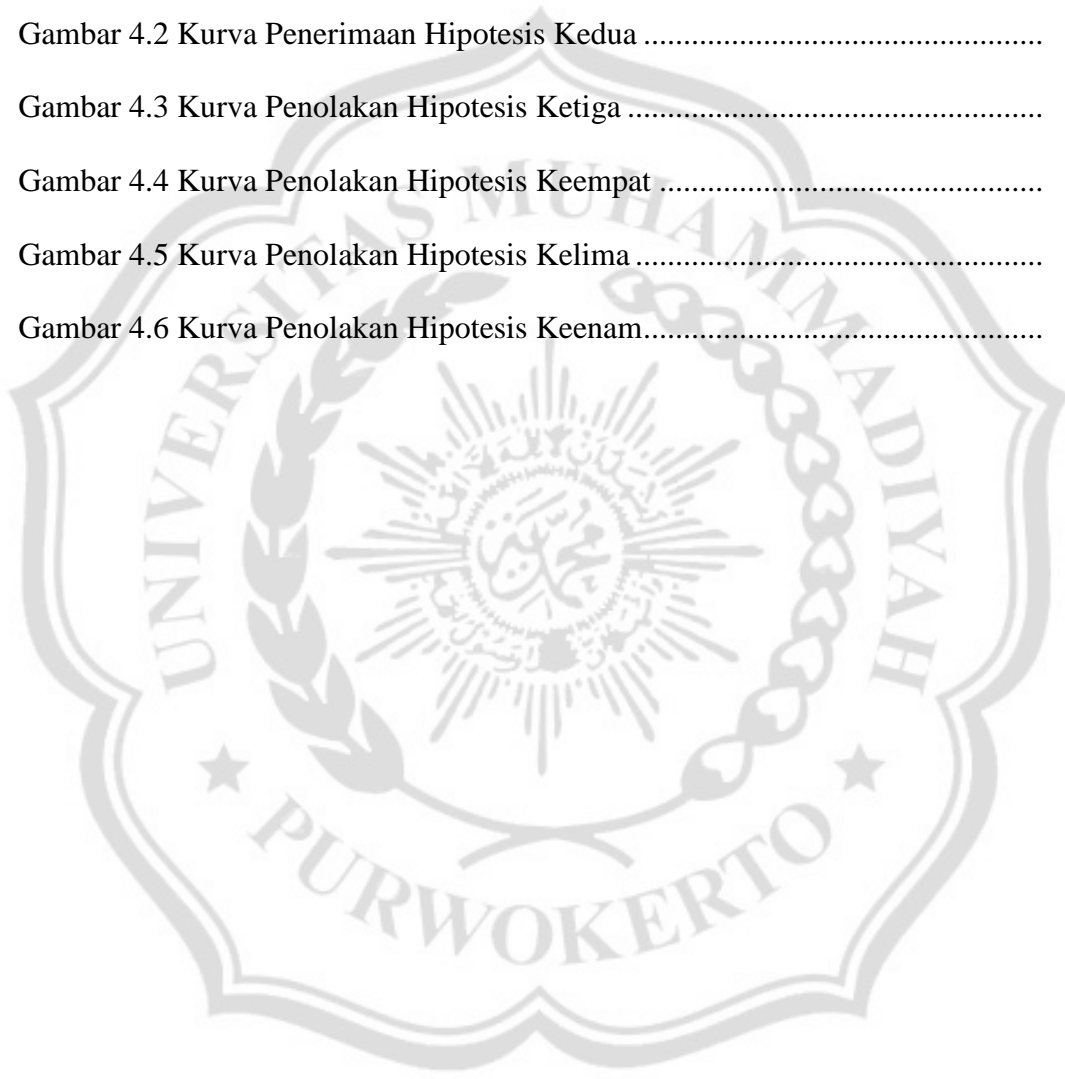 Gambar 4.2 Kurva Penerimaan Hipotesis Kedua ..................................................
Gambar 4.3 Kurva Penolakan Hipotesis Ketiga ....................................................
Gambar 4.4 Kurva Penolakan Hipotesis Keempat ................................................
Gambar 4.5 Kurva Penolakan Hipotesis Kelima ...................................................
Gambar 4.6 Kurva Penolakan Hipotesis Keenam..................................................
UNIVERSITAS MUHAMMADIYAH
PURWOKERTO